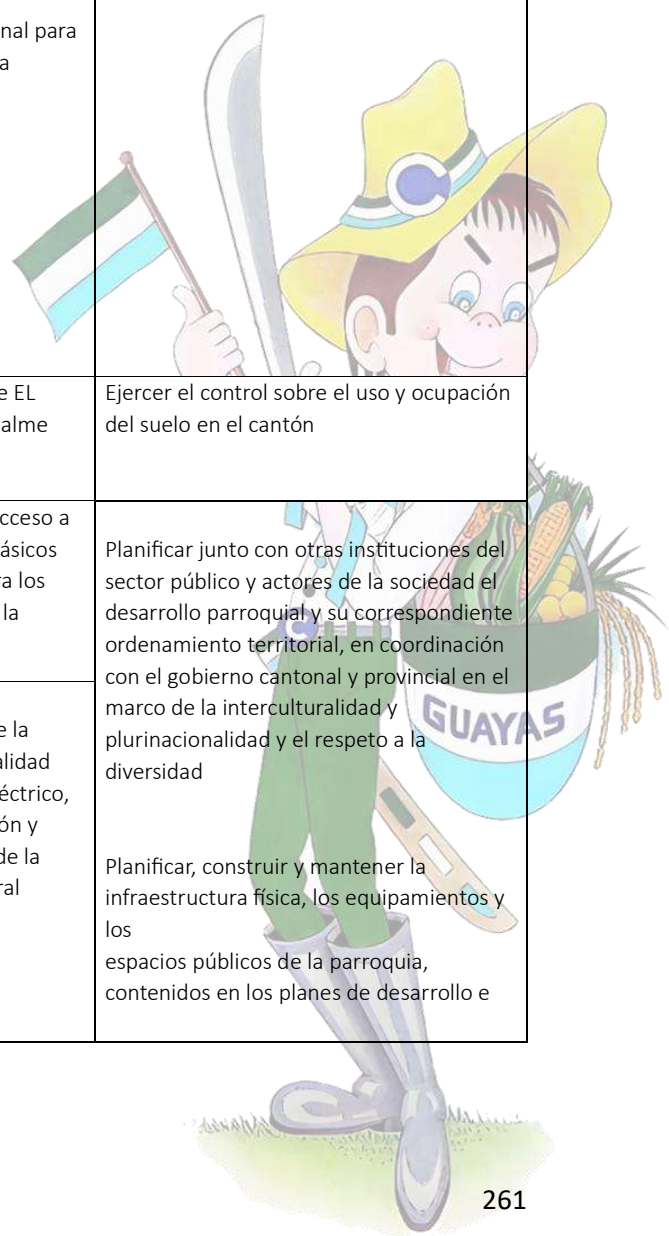 nal para
a
e EL
alme
Ejercer el control sobre el uso y ocupación
del suelo en el cantón
cceso a
ásicos
a los
la
e la
alidad
éctrico,
ón y
de la
ral
Planificar junto con otras instituciones del
sector público y actores de la sociedad el
desarrollo parroquial y su correspondiente
ordenamiento territorial, en coordinación
con el gobierno cantonal y provincial en el
marco de la interculturalidad y
plurinacionalidad y el respeto a la
diversidad
Planificar, construir y mantener la
infraestructura física, los equipamientos y
los
espacios públicos de la parroquia,
contenidos en los planes de desarrollo e
C
C
GUAYAS
261